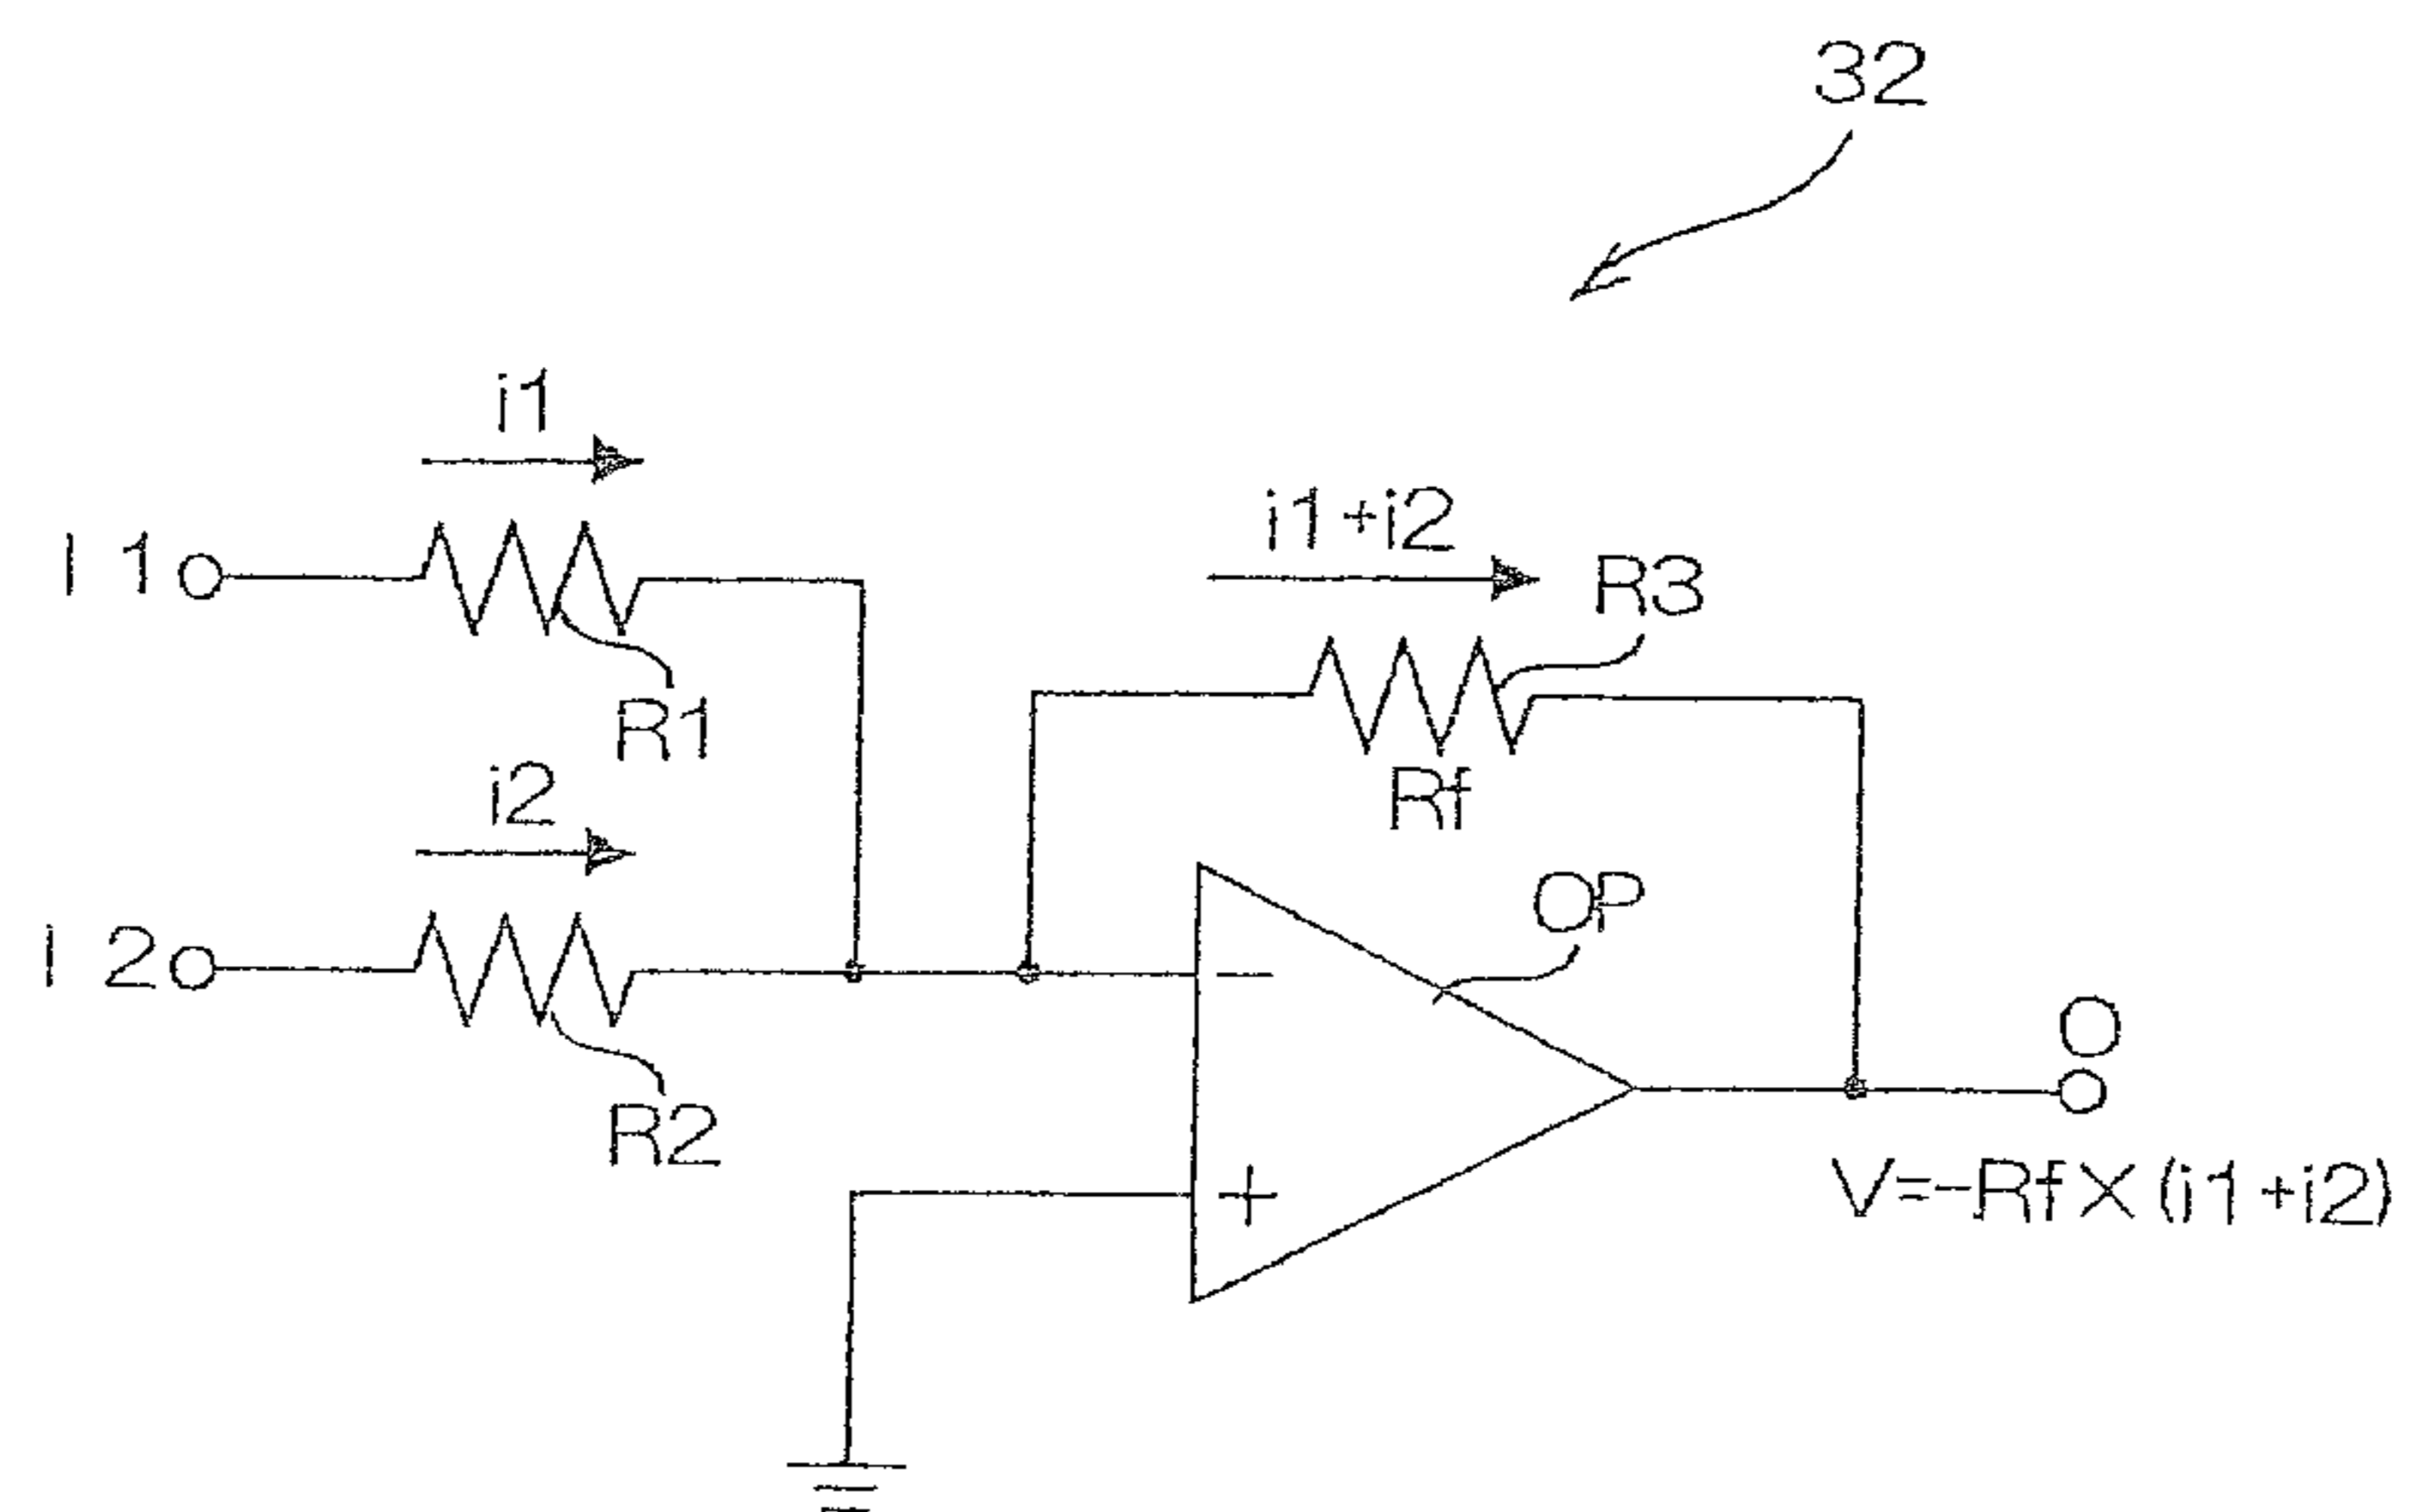 32
i1
i1+i2
R3
I 1
R1
Rf
i2
OP
I 2
−
O
R2
+
V=-Rf×(i1+i2)